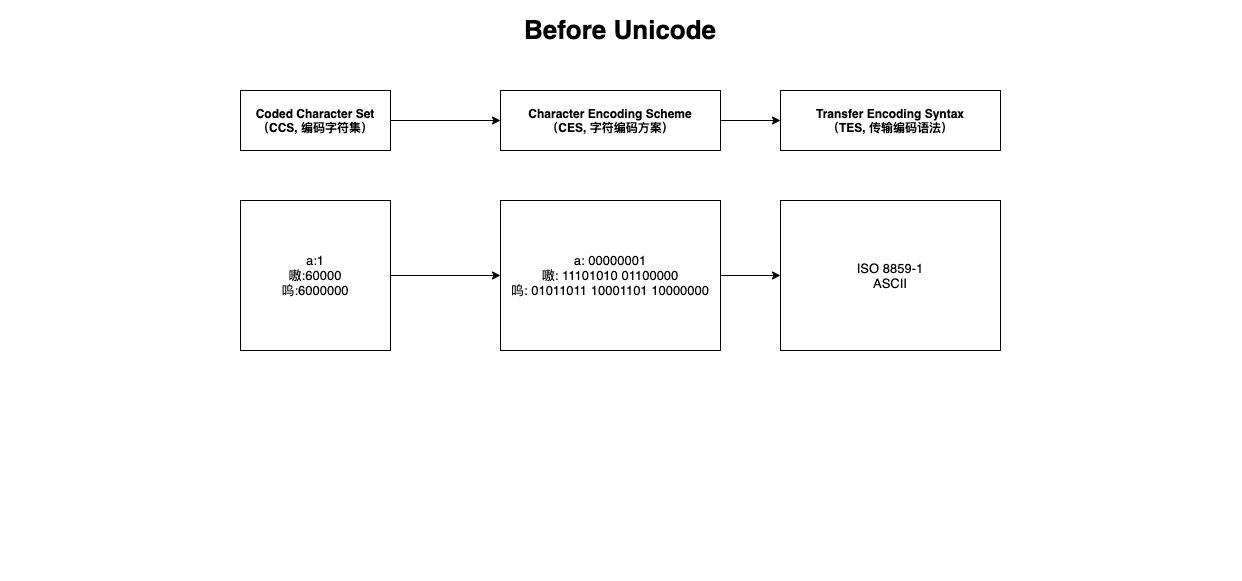 Before Unicode
Coded Character Set
（CCS, 编码字符集）
Character Encoding Scheme
（CES, 字符编码方案）
Transfer Encoding Syntax
（TES, 传输编码语法）
a:1
嗷:60000
呜:6000000
a: 00000001
嗷: 11101010 01100000
呜: 01011011 10001101 10000000
ISO 8859-1
ASCII